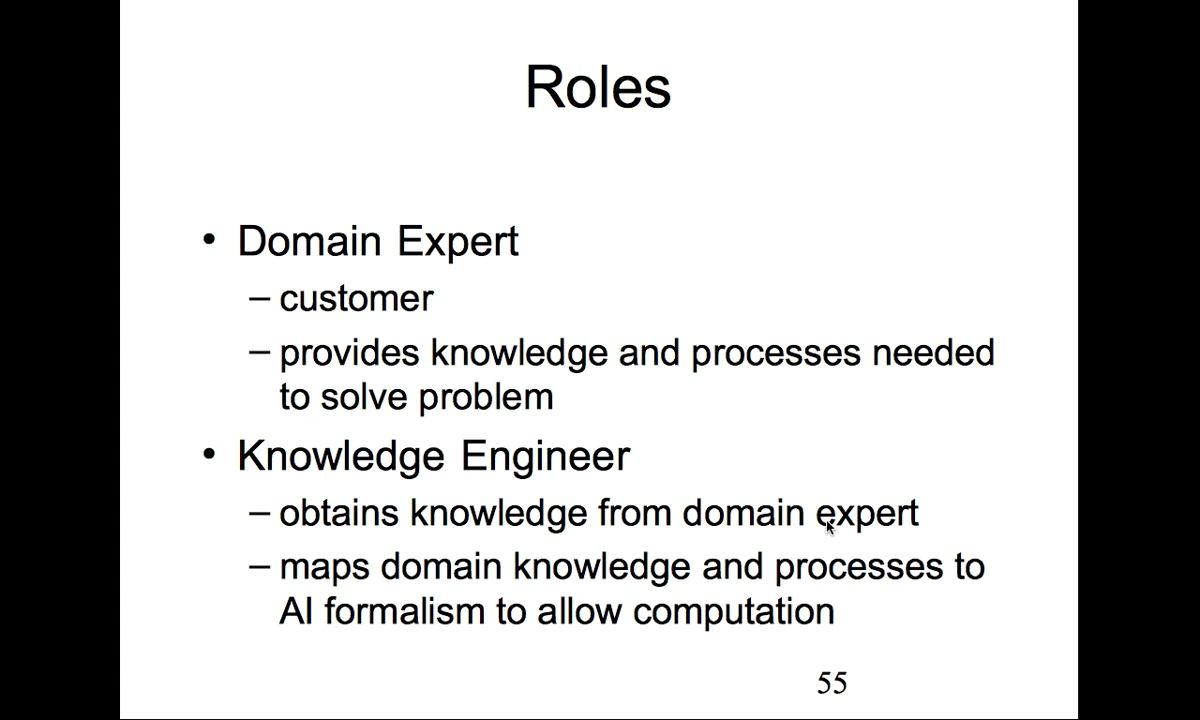 Roles
• Domain Expert
– customer
– provides knowledge and processes needed
to solve problem
• Knowledge Engineer
– obtains knowledge from domain expert
– maps domain knowledge and processes to
AI formalism to allow computation
55